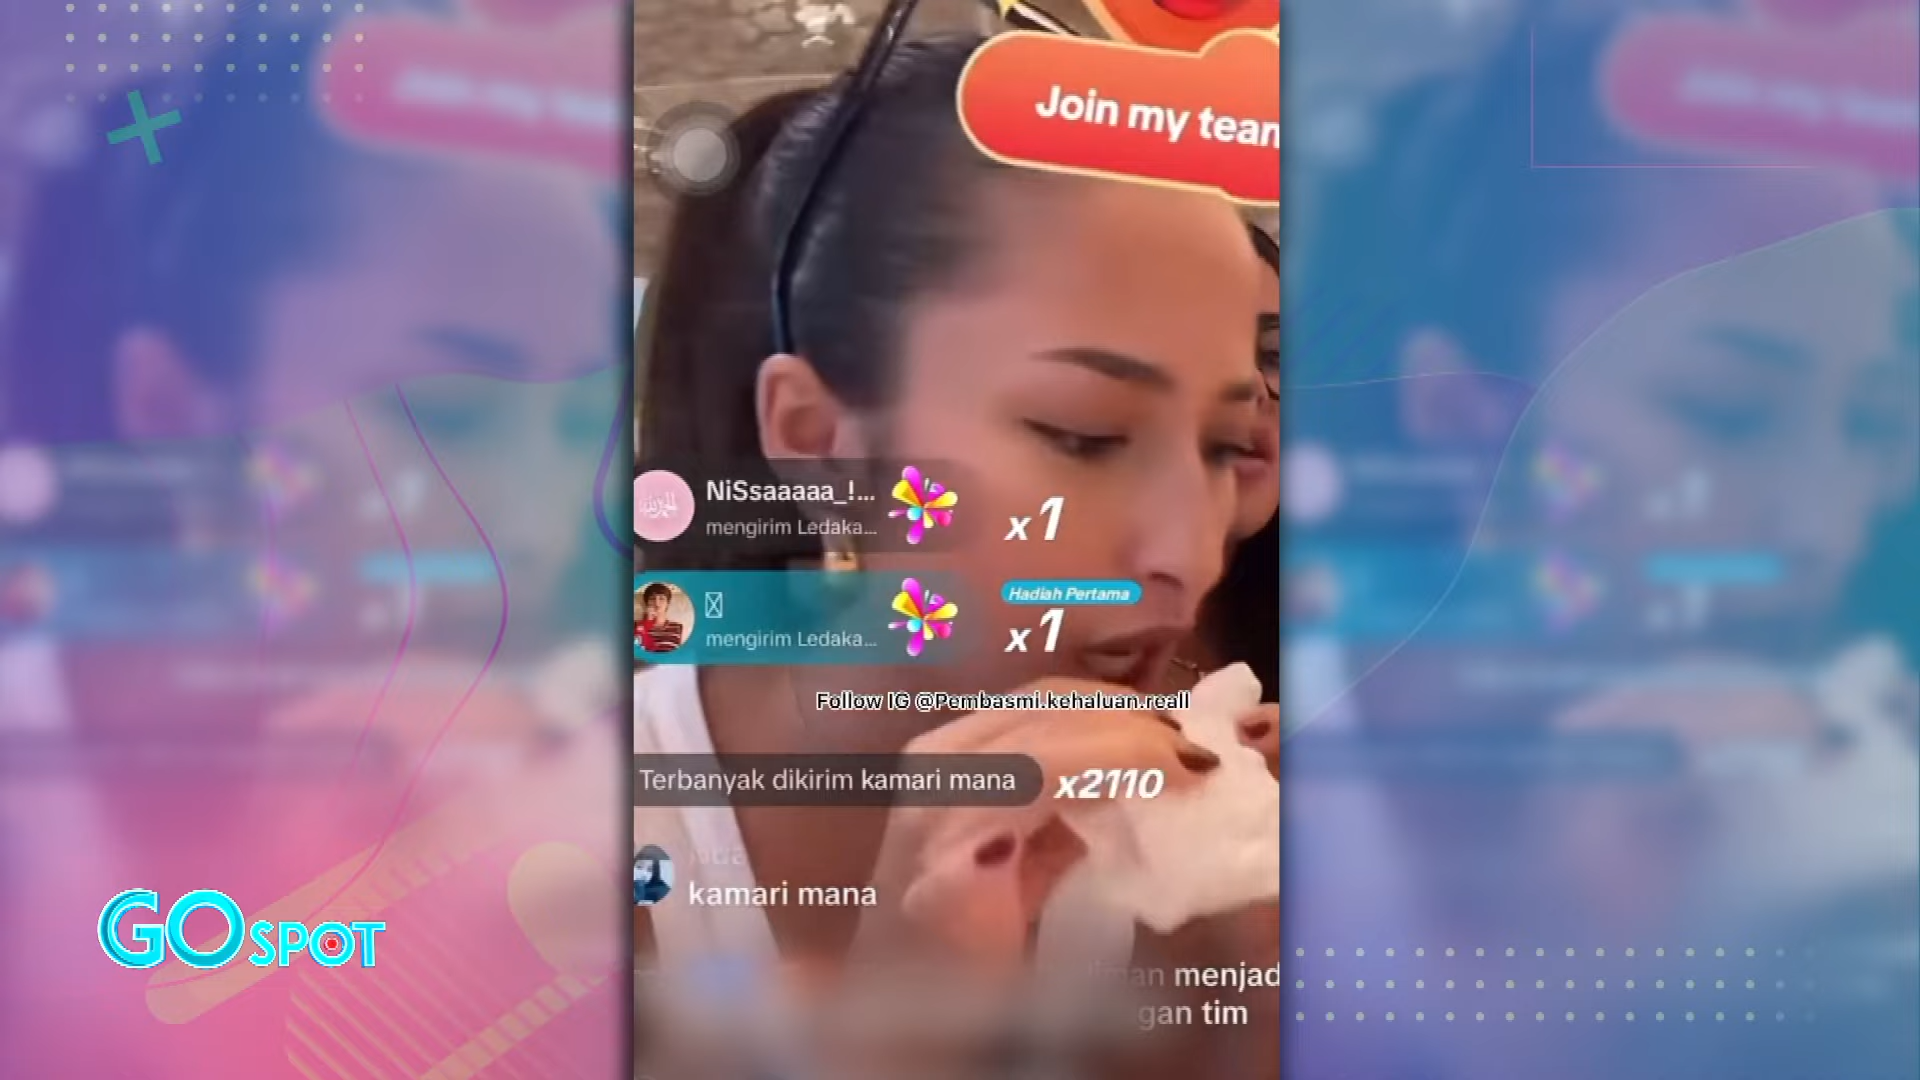 Join my team
NiSsaaaaa_!...
mengirim Ledaka...
x1
mengirim Ledaka...
Hadiah Pertama
x1
Follow IG @Pembasmi.kehaluan.reall
Terbanyak dikirim kamari mana
x2110
kamari mana
menjad
gan tim
GO SPOT